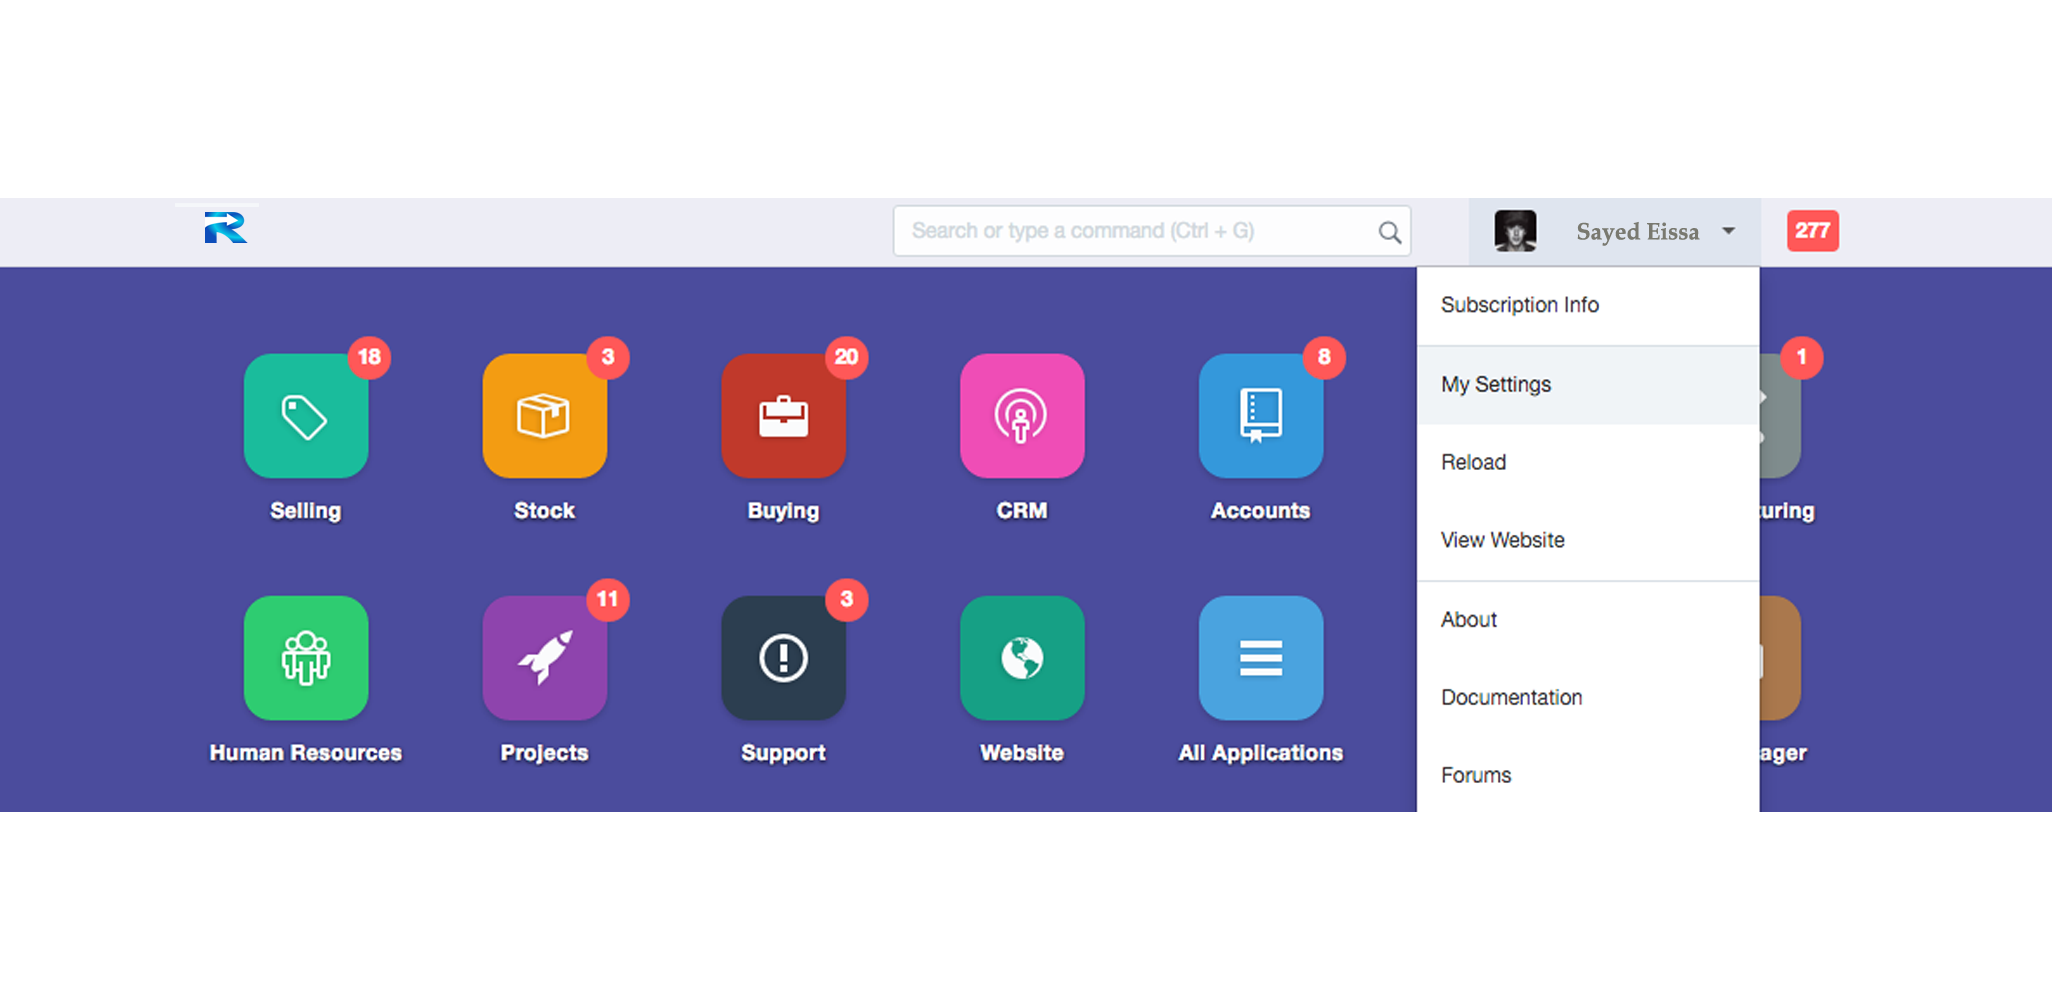 Search or type a command (Ctrl + G)
Sayed Eissa
277
Subscription Info
My Settings
Reload
View Website
About
Documentation
Forums
18
3
20
8
1
Selling
Stock
Buying
CRM
Accounts
uring
11
3
Human Resources
Projects
Support
Website
All Applications
ager